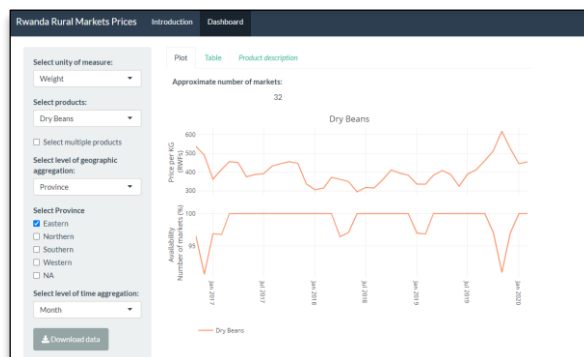 Rwanda Rural Markets Prices
Introduction
Dashboard
Select unity of measure:
Weight
Select products:
Dry Beans
Select multiple products
Select level of geographic
aggregation:
Province
Select Province
Eastern
Northern
Southern
Western
NA
Select level of time aggregation:
Month
Download data
Plot
Table
Product description
Approximate number of markets:
32
Dry Beans
Price per KG
(RWFs)
600
500
400
300
Availability
Number of markets (%)
100
95
Jan 2017
Jul 2017
Jan 2018
Jul 2018
Jan 2019
Jul 2019
Jan 2020
Dry Beans